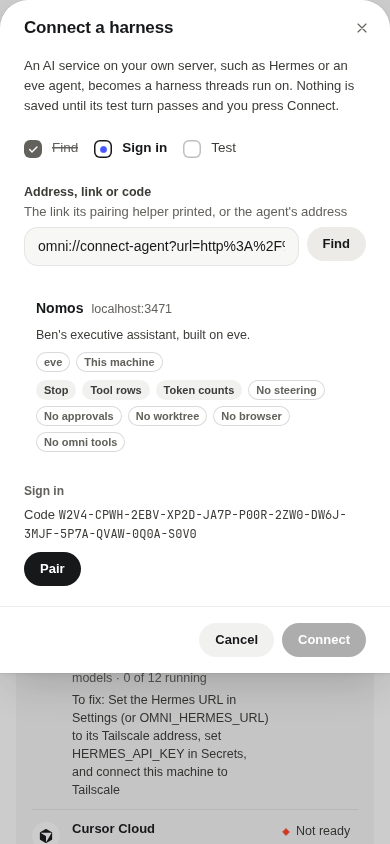 Connect a harness
An AI service on your own server, such as Hermes or an
eve agent, becomes a harness threads run on. Nothing is
saved until its test turn passes and you press Connect.
Find Sign in Test
Address, link or code
The link its pairing helper printed, or the agent's address
omni://connect-agent?url=http%3A%2F
Find
Nomos localhost:3471
Ben's executive assistant, built on eve.
eve This machine
Stop Tool rows Token counts No steering
No approvals No worktree No browser
No omni tools
Sign in
Code W2V4-CPWH-2EBV-XP2D-JA7P-P00R-2ZW0-DW6J-
3MJF-5P7A-QVAW-0Q0A-S0V0
Pair
Cancel Connect
models · 0 of 12 running
To fix: Set the Hermes URL in
Settings (or OMNI_HERMES_URL)
to its Tailscale address, set
HERMES_API_KEY in Secrets,
and connect this machine to
Tailscale
Cursor Cloud
Not ready